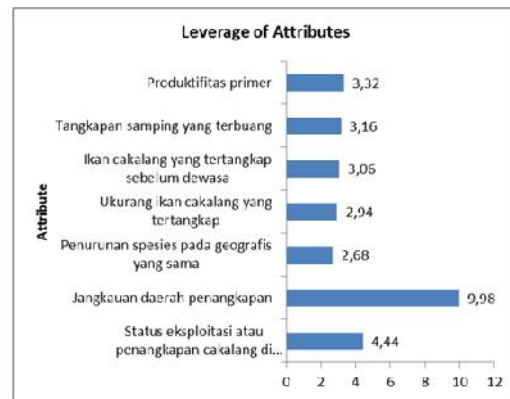 Leverage of Attributes
Attribute
Produktifitas primer
3,32
Tangkapan samping yang terbuang
3,16
Ikan cakalang yang tertangkap
sebelum dewasa
3,06
Ukurang ikan cakalang yang
tertangkap
2,94
Penurunan spesies pada geografis
yang sama
2,68
Jangkauan daerah penangkapan
9,98
Status eksploitasi atau
penangkapan cakalang di...
4,44
0 2 4 6 8 10 12